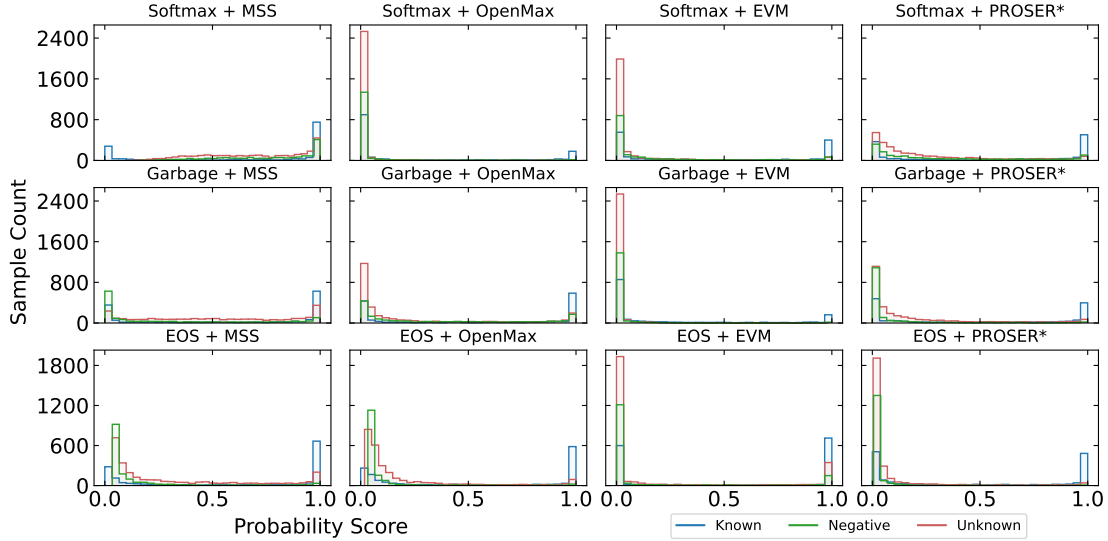 Softmax + MSS
Softmax + OpenMax
Softmax + EVM
Softmax + PROSER*
2400
1600
800
0
Garbage + MSS
Garbage + OpenMax
Garbage + EVM
Garbage + PROSER*
2400
1600
800
0
Sample Count
EOS + MSS
EOS + OpenMax
EOS + EVM
EOS + PROSER*
1800
1200
600
0
0.0 0.5 1.0
0.0 0.5 1.0
0.0 0.5 1.0
0.0 0.5 1.0
Probability Score
Known Negative Unknown